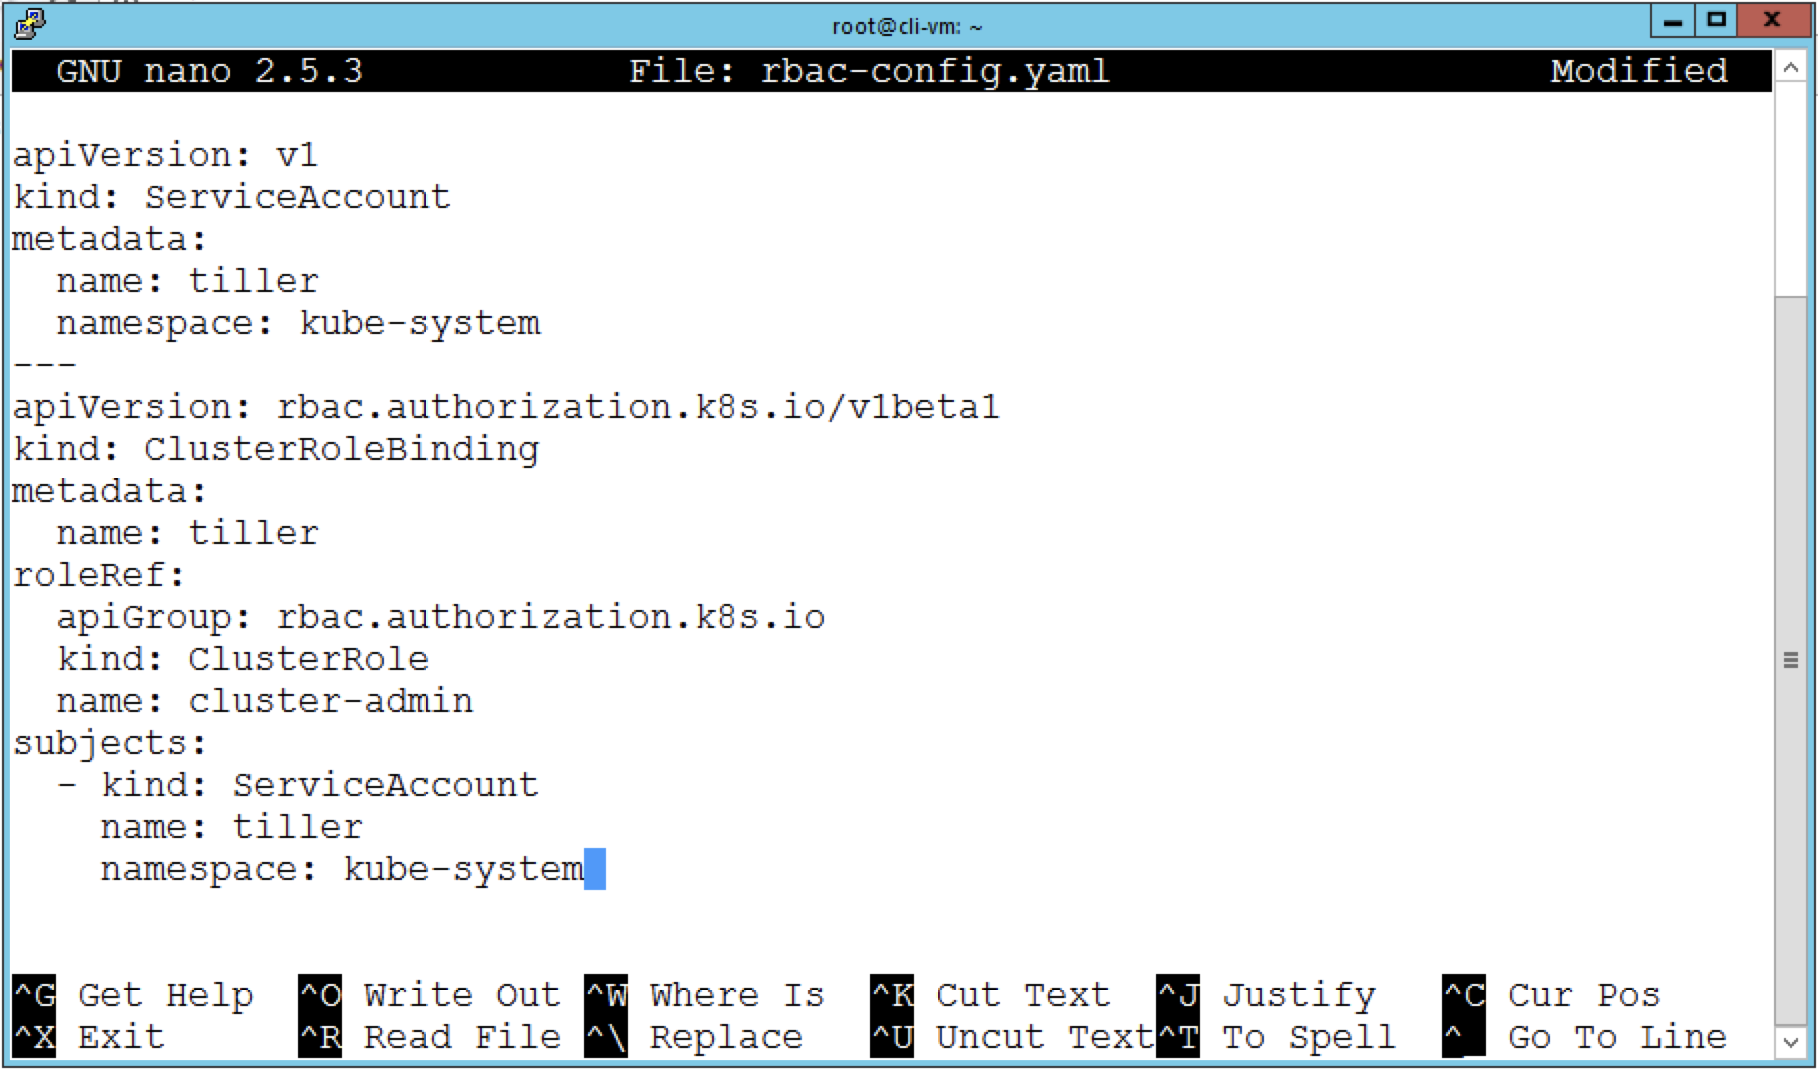 root@cli-vm: ~
GNU nano 2.5.3 File: rbac-config.yaml Modified
apiVersion: v1
kind: ServiceAccount
metadata:
  name: tiller
  namespace: kube-system
---
apiVersion: rbac.authorization.k8s.io/v1beta1
kind: ClusterRoleBinding
metadata:
  name: tiller
roleRef:
  apiGroup: rbac.authorization.k8s.io
  kind: ClusterRole
  name: cluster-admin
subjects:
  - kind: ServiceAccount
    name: tiller
    namespace: kube-system
^G Get Help ^O Write Out ^W Where Is ^K Cut Text ^J Justify ^C Cur Pos
^X Exit ^R Read File ^\ Replace ^U Uncut Text ^T To Spell ^_ Go To Line